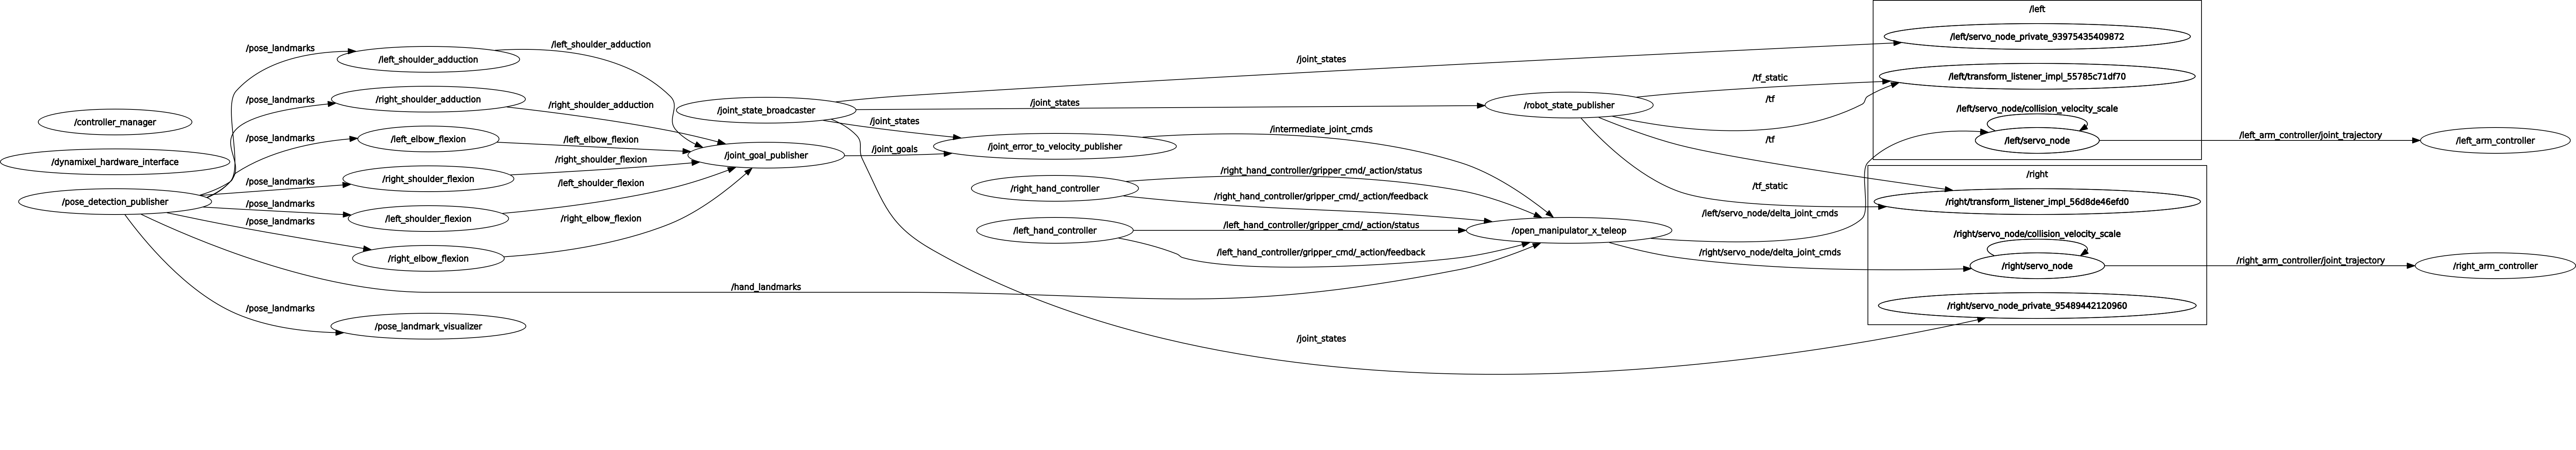 /left
/left/servo_node_private_93975435409872
/pose_landmarks
/left_shoulder_adduction
/left_shoulder_adduction
/joint_states
/tf_static
/left/transform_listener_impl_55785c71df70
/pose_landmarks
/right_shoulder_adduction
/right_shoulder_adduction
/joint_state_broadcaster
/joint_states
/robot_state_publisher
/tf
/left/servo_node/collision_velocity_scale
/controller_manager
/joint_states
/pose_landmarks
/left_elbow_flexion
/left_elbow_flexion
/intermediate_joint_cmds
/joint_error_to_velocity_publisher
/tf
/left/servo_node
/left_arm_controller/joint_trajectory
/left_arm_controller
/dynamixel_hardware_interface
/right_shoulder_flexion
/joint_goal_publisher
/joint_goals
/pose_landmarks
/right_shoulder_flexion
/left_shoulder_flexion
/right_hand_controller
/right_hand_controller/gripper_cmd/_action/status
/right_hand_controller/gripper_cmd/_action/feedback
/tf_static
/right
/pose_detection_publisher
/pose_landmarks
/left_shoulder_flexion
/right/transform_listener_impl_56d8de46efd0
/pose_landmarks
/right_elbow_flexion
/left_hand_controller
/left_hand_controller/gripper_cmd/_action/status
/left/servo_node/delta_joint_cmds
/open_manipulator_x_teleop
/right/servo_node/collision_velocity_scale
/right_elbow_flexion
/left_hand_controller/gripper_cmd/_action/feedback
/right/servo_node/delta_joint_cmds
/right/servo_node
/right_arm_controller/joint_trajectory
/right_arm_controller
/hand_landmarks
/pose_landmarks
/pose_landmark_visualizer
/right/servo_node_private_95489442120960
/joint_states